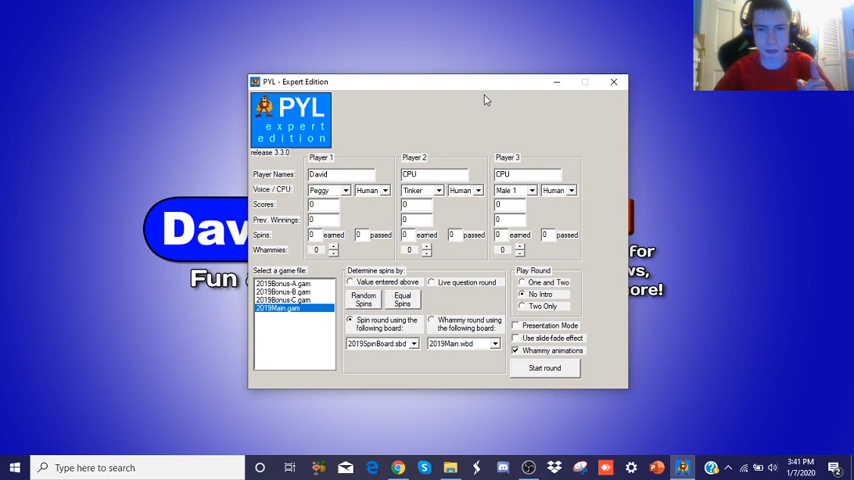 PYL - Expert Edition
PYL
expert
edition
release 3.3.0
Player 1
Player 2
Player 3
Player Names:
David
CPU
CPU
Voice / CPU:
Peggy
Human
Tinker
Human
Male 1
Human
Scores:
0
0
0
Prev. Winnings:
0
0
0
Spins:
0 earned
0 passed
0 earned
0 passed
0 earned
0 passed
Whammies:
0
0
0
Select a game file:
2019Bonus-A.gam
2019Bonus-B.gam
2019Bonus-C.gam
2019Main.gam
Determine spins by:
Value entered above
Live question round
Random
Spins
Equal
Spins
Spin round using the
following board:
Whammy round using
the following board:
2019SpinBoard.sbd
2019Main.wbd
Play Round
One and Two
No Intro
Two Only
Presentation Mode
Use slide-fade effect
Whammy animations
Start round
Dav
Fun
for
ws,
more!
Type here to search
3:41 PM
1/7/2020
2